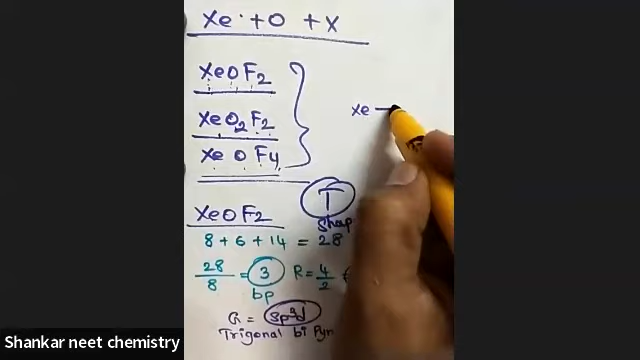 Xe + O + X
XeOF2
XeO2F2
XeOF4
Xe —
T
Shap
XeOF2
8 + 6 + 14 = 28
28/8 = 3 R = 4/2
bp
G = sp3d
Trigonal bi Pyr
Shankar neet chemistry